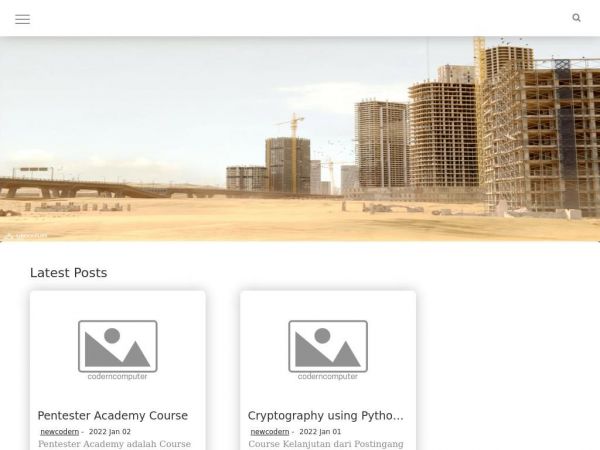 Latest Posts
coderncomputer
coderncomputer
Pentester Academy Course
Cryptography using Pytho...
newcodern - 2022 Jan 02
newcodern - 2022 Jan 01
Pentester Academy adalah Course
Course Kelanjutan dari Postingang